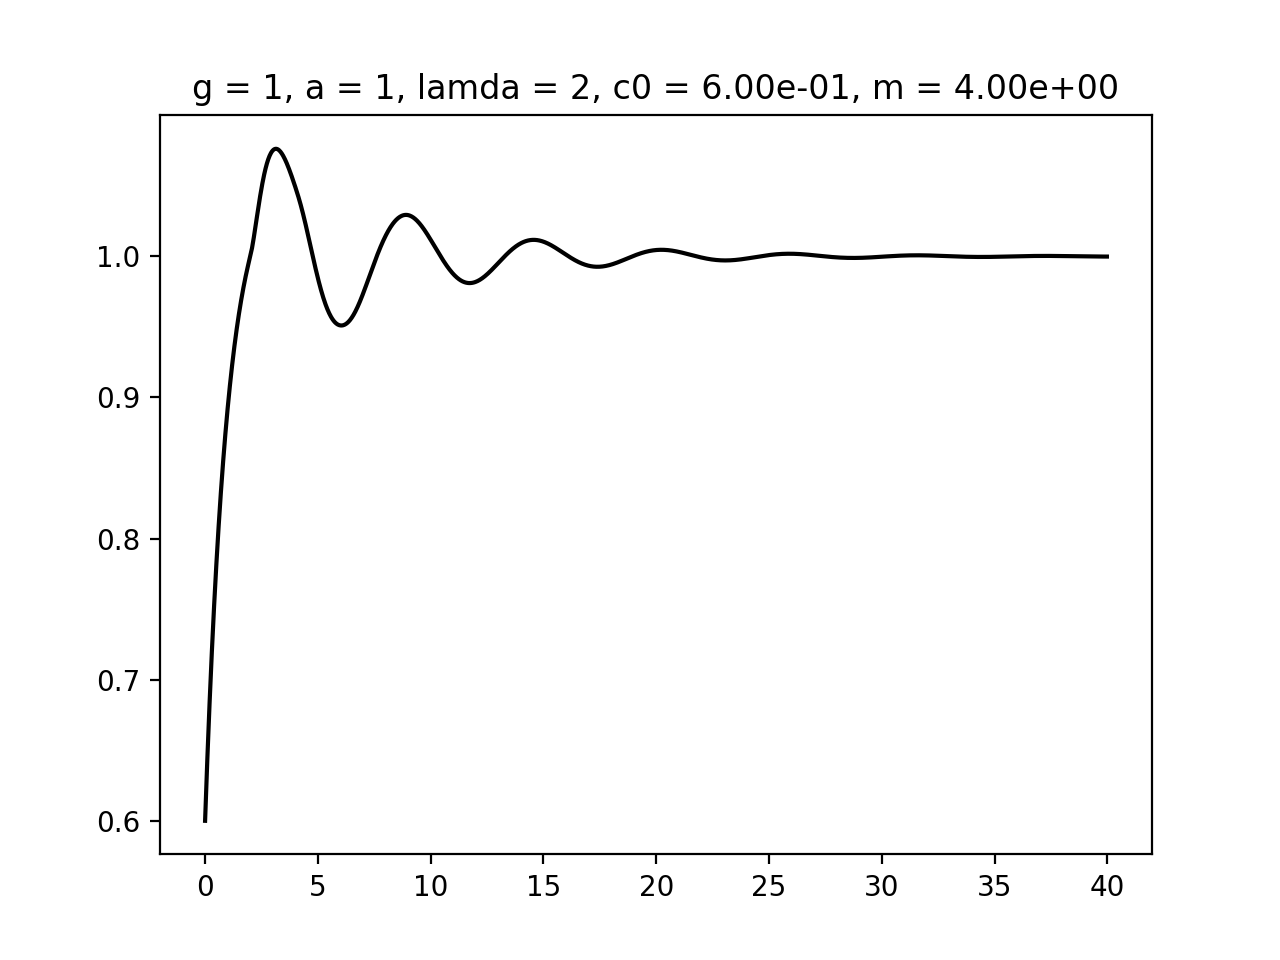 g = 1, a = 1, lamda = 2, c0 = 6.00e-01, m = 4.00e+00
1.0
0.9
0.8
0.7
0.6
0 5 10 15 20 25 30 35 40